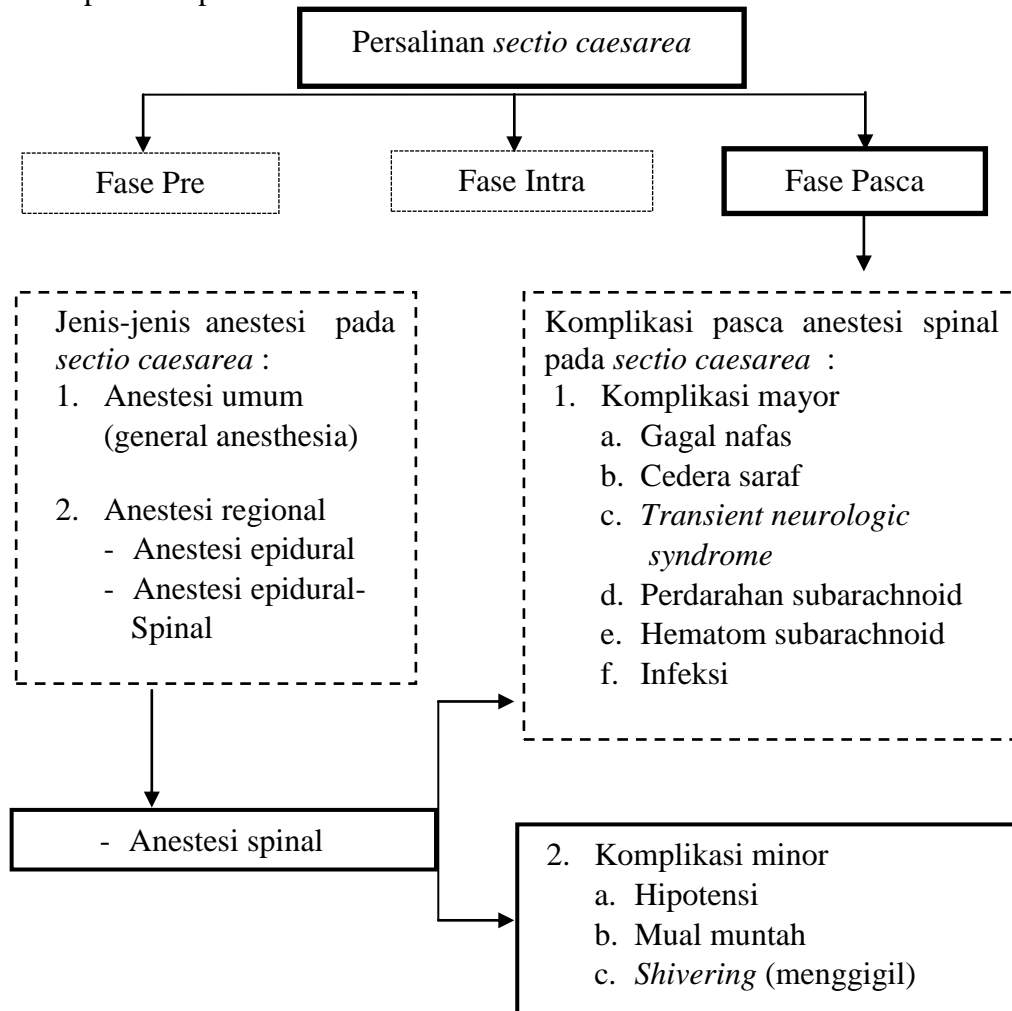 Persalinan sectio caesarea
Fase Pre
Fase Intra
Fase Pasca
Jenis-jenis anestesi pada
sectio caesarea :
1. Anestesi umum
(general anesthesia)
2. Anestesi regional
- Anestesi epidural
- Anestesi epidural-
Spinal
Komplikasi pasca anestesi spinal
pada sectio caesarea :
1. Komplikasi mayor
a. Gagal nafas
b. Cedera saraf
c. Transient neurologic
syndrome
d. Perdarahan subarachnoid
e. Hematom subarachnoid
f. Infeksi
- Anestesi spinal
2. Komplikasi minor
a. Hipotensi
b. Mual muntah
c. Shivering (menggigil)